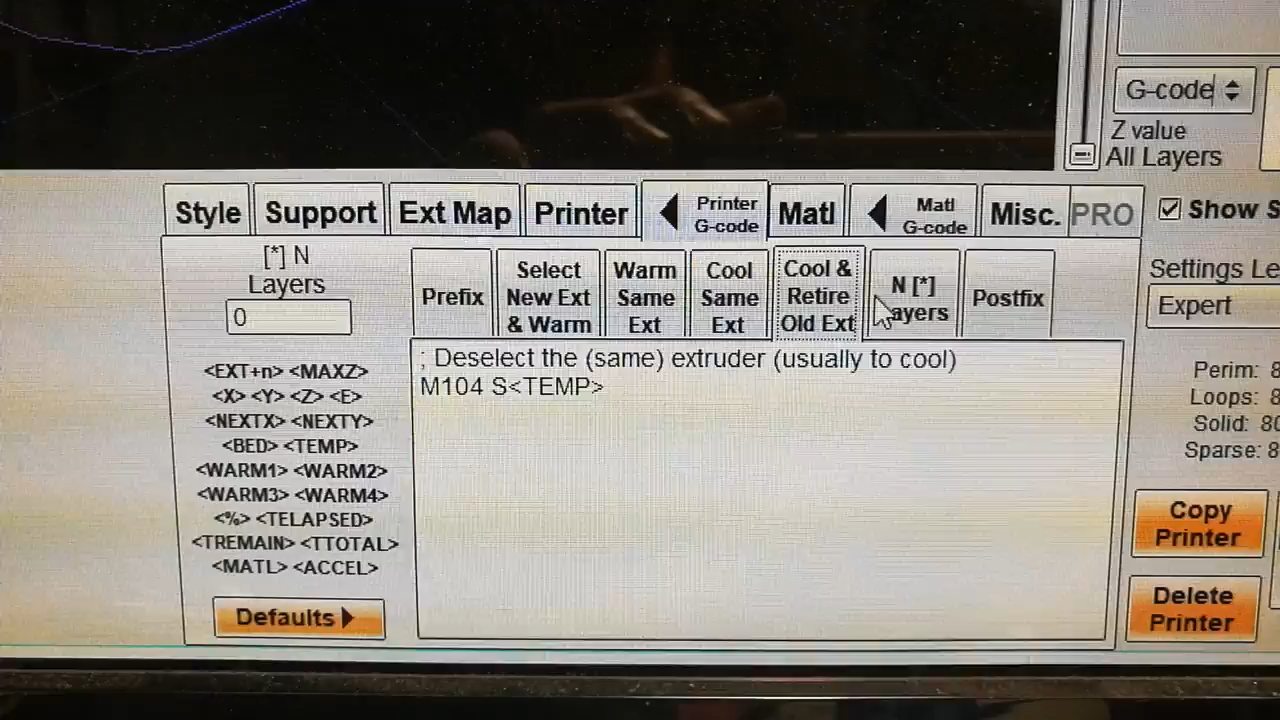 G-code
Z value
All Layers
Style
Support
Ext Map
Printer
Printer
G-code
Matl
Matl
G-code
Misc.
PRO
Show S
[*] N
Layers
0
Prefix
Select
New Ext
& Warm
Warm
Same
Ext
Cool
Same
Ext
Cool &
Retire
Old Ext
N [*]
ayers
Postfix
Settings Le
Expert
; Deselect the (same) extruder (usually to cool)
M104 S<TEMP>
<EXT+n> <MAXZ>
<X> <Y> <Z> <E>
<NEXTX> <NEXTY>
<BED> <TEMP>
<WARM1> <WARM2>
<WARM3> <WARM4>
<%> <TELAPSED>
<TREMAIN> <TTOTAL>
<MATL> <ACCEL>
Defaults
Perim: 8
Loops: 8
Solid: 80
Sparse: 8
Copy
Printer
Delete
Printer